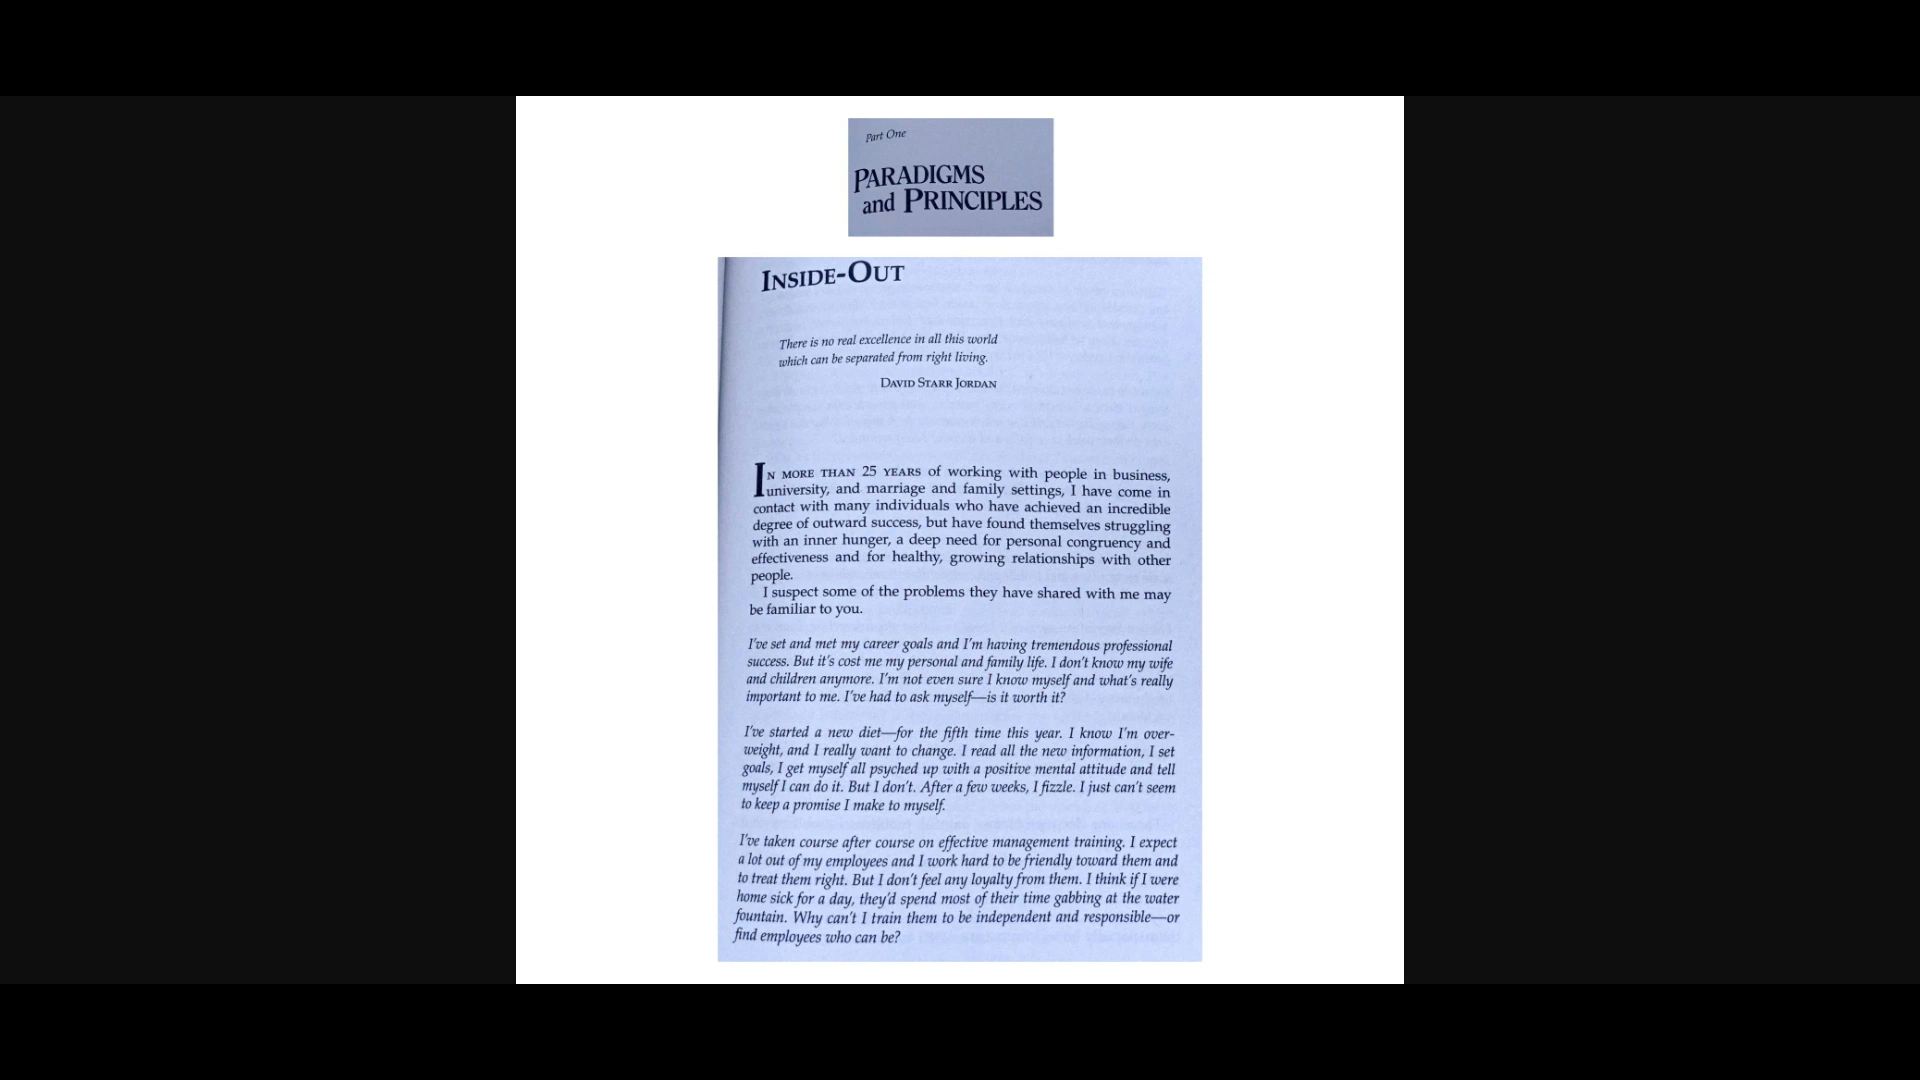 Part One
PARADIGMS
and PRINCIPLES
INSIDE-OUT
There is no real excellence in all this world
which can be separated from right living.
DAVID STARR JORDAN
IN MORE THAN 25 YEARS of working with people in business,
university, and marriage and family settings, I have come in
contact with many individuals who have achieved an incredible
degree of outward success, but have found themselves struggling
with an inner hunger, a deep need for personal congruency and
effectiveness and for healthy, growing relationships with other
people.
I suspect some of the problems they have shared with me may
be familiar to you.
I've set and met my career goals and I'm having tremendous professional
success. But it's cost me my personal and family life. I don't know my wife
and children anymore. I'm not even sure I know myself and what's really
important to me. I've had to ask myself—is it worth it?
I've started a new diet—for the fifth time this year. I know I'm over-
weight, and I really want to change. I read all the new information, I set
goals, I get myself all psyched up with a positive mental attitude and tell
myself I can do it. But I don't. After a few weeks, I fizzle. I just can't seem
to keep a promise I make to myself.
I've taken course after course on effective management training. I expect
a lot out of my employees and I work hard to be friendly toward them and
to treat them right. But I don't feel any loyalty from them. I think if I were
home sick for a day, they'd spend most of their time gabbing at the water
fountain. Why can't I train them to be independent and responsible—or
find employees who can be?